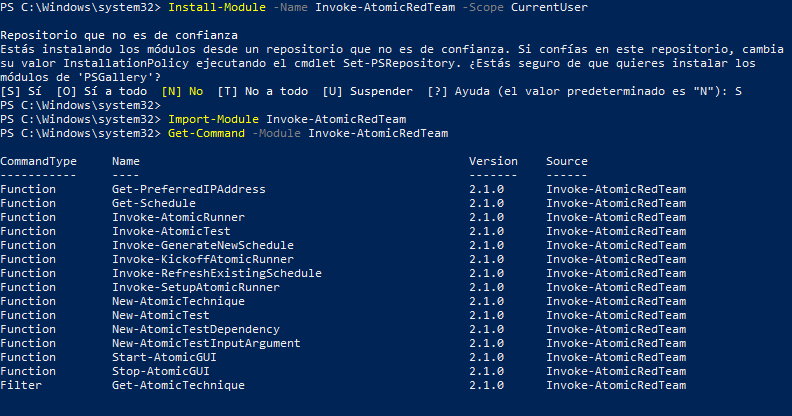 PS C:\Windows\system32> Install-Module -Name Invoke-AtomicRedTeam -Scope CurrentUser
Repositorio que no es de confianza
Estás instalando los módulos desde un repositorio que no es de confianza. Si confías en este repositorio, cambia
su valor InstallationPolicy ejecutando el cmdlet Set-PSRepository. ¿Estás seguro de que quieres instalar los
módulos de 'PSGallery'?
[S] Sí  [O] Sí a todo  [N] No  [T] No a todo  [U] Suspender  [?] Ayuda (el valor predeterminado es "N"): S
PS C:\Windows\system32>
PS C:\Windows\system32> Import-Module Invoke-AtomicRedTeam
PS C:\Windows\system32> Get-Command -Module Invoke-AtomicRedTeam
CommandType     Name                                               Version    Source
-----------     ----                                               -------    ------
Function        Get-PreferredIPAddress                             2.1.0      Invoke-AtomicRedTeam
Function        Get-Schedule                                       2.1.0      Invoke-AtomicRedTeam
Function        Invoke-AtomicRunner                                2.1.0      Invoke-AtomicRedTeam
Function        Invoke-AtomicTest                                  2.1.0      Invoke-AtomicRedTeam
Function        Invoke-GenerateNewSchedule                         2.1.0      Invoke-AtomicRedTeam
Function        Invoke-KickoffAtomicRunner                         2.1.0      Invoke-AtomicRedTeam
Function        Invoke-RefreshExistingSchedule                     2.1.0      Invoke-AtomicRedTeam
Function        Invoke-SetupAtomicRunner                           2.1.0      Invoke-AtomicRedTeam
Function        New-AtomicTechnique                                2.1.0      Invoke-AtomicRedTeam
Function        New-AtomicTest                                     2.1.0      Invoke-AtomicRedTeam
Function        New-AtomicTestDependency                           2.1.0      Invoke-AtomicRedTeam
Function        New-AtomicTestInputArgument                        2.1.0      Invoke-AtomicRedTeam
Function        Start-AtomicGUI                                    2.1.0      Invoke-AtomicRedTeam
Function        Stop-AtomicGUI                                     2.1.0      Invoke-AtomicRedTeam
Filter          Get-AtomicTechnique                                2.1.0      Invoke-AtomicRedTeam